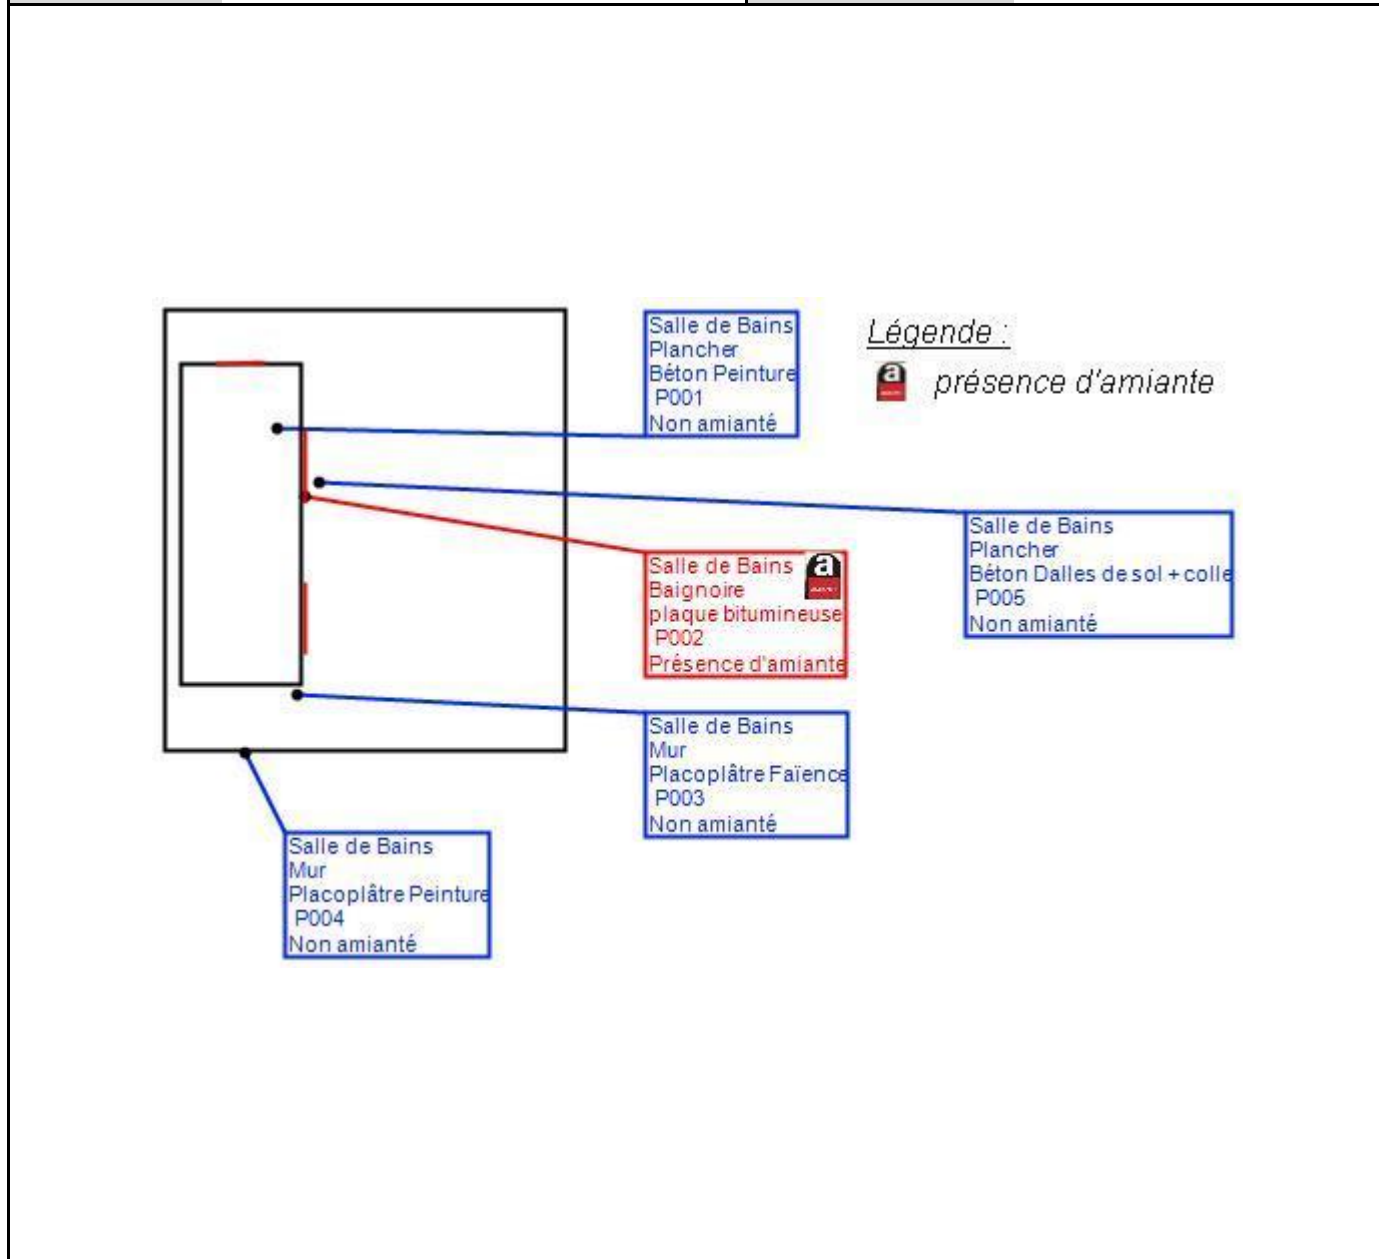 Salle de Bains
Plancher
Béton Peinture
P001
Non amianté
Légende :
a
présence d'amiante
Salle de Bains
Plancher
Béton Dalles de sol + colle
P005
Non amianté
Salle de Bains
a
Baignoire
plaque bitumineuse
P002
Présence d'amiante
Salle de Bains
Mur
Placoplâtre Faïence
P003
Non amianté
Salle de Bains
Mur
Placoplâtre Peinture
P004
Non amianté